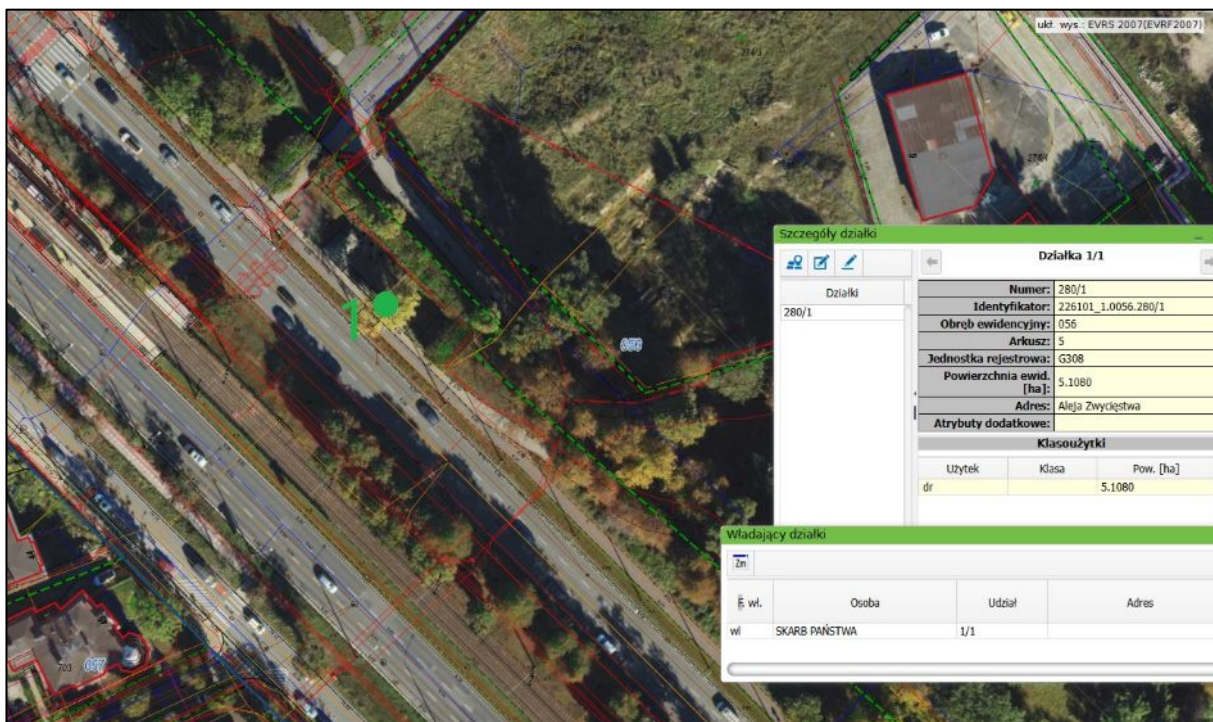 ukł. wys.: EVRS 2007(EVRF2007)
276/4
1
056
Szczegóły działki
Działka 1/1
Działki
280/1
Numer: 280/1
Identyfikator: 226101_1.0056.280/1
Obręb ewidencyjny: 056
Arkusz: 5
Jednostka rejestrowa: G308
Powierzchnia ewid. [ha]: 5.1080
Adres: Aleja Zwycięstwa
Atrybuty dodatkowe:
Klasoużytki
Użytek Klasa Pow. [ha]
dr 5.1080
Władający działki
Zm
wł. Osoba Udział Adres
wł SKARB PAŃSTWA 1/1
703 057